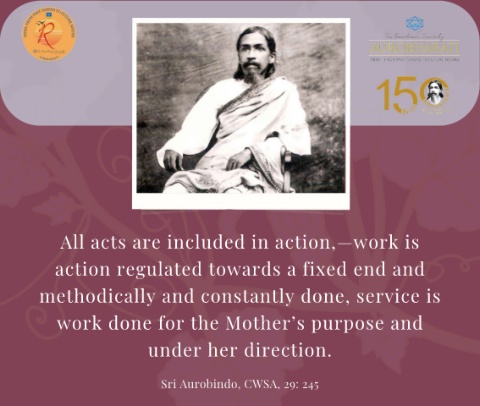 150
All acts are included in action,—work is
action regulated towards a fixed end and
methodically and constantly done, service is
work done for the Mother's purpose and
under her direction.
Sri Aurobindo, CWSA, 29: 245